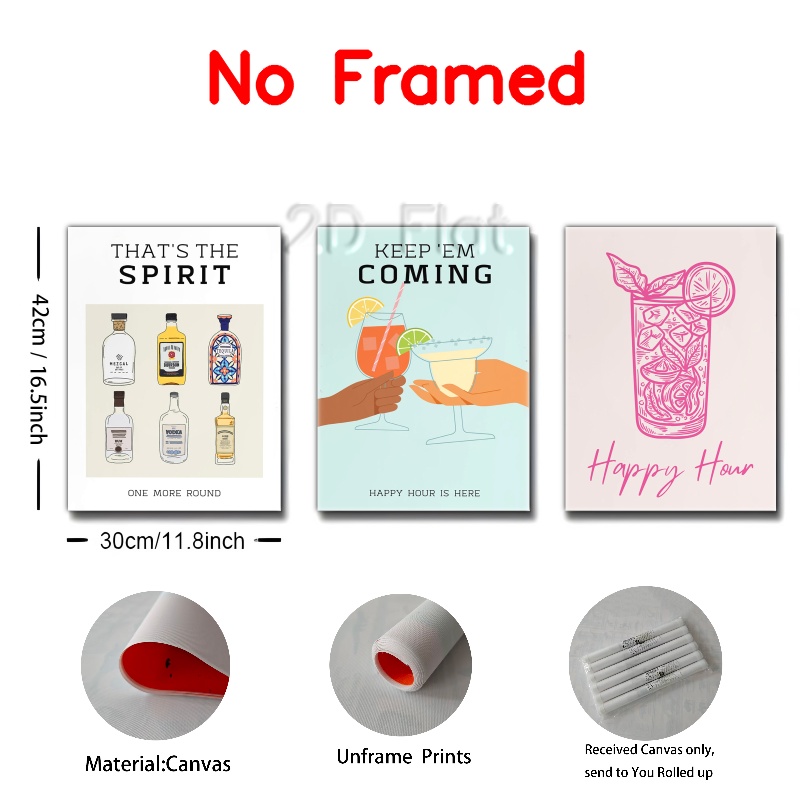 No Framed
2D Flat
THAT'S THE
SPIRIT
MEZCAL
VODKA
ONE MORE ROUND
KEEP 'EM
COMING
HAPPY HOUR IS HERE
Happy Hour
42cm / 16.5inch
30cm/11.8inch
Material:Canvas
Unframe Prints
Received Canvas only,
send to You Rolled up